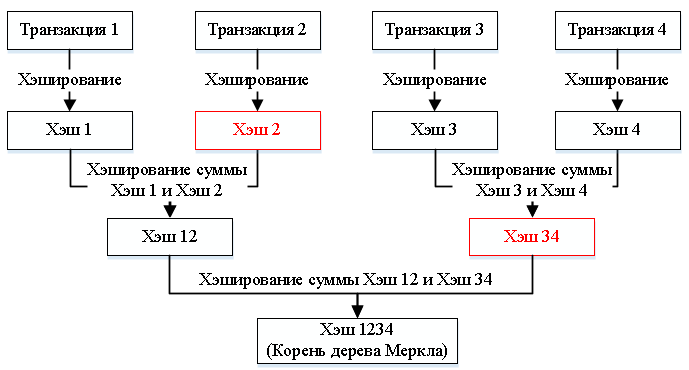 Транзакция 1
Транзакция 2
Транзакция 3
Транзакция 4
Хэширование
Хэширование
Хэширование
Хэширование
Хэш 1
Хэш 2
Хэш 3
Хэш 4
Хэширование суммы
Хэш 1 и Хэш 2
Хэширование суммы
Хэш 3 и Хэш 4
Хэш 12
Хэш 34
Хэширование суммы Хэш 12 и Хэш 34
Хэш 1234
(Корень дерева Меркла)